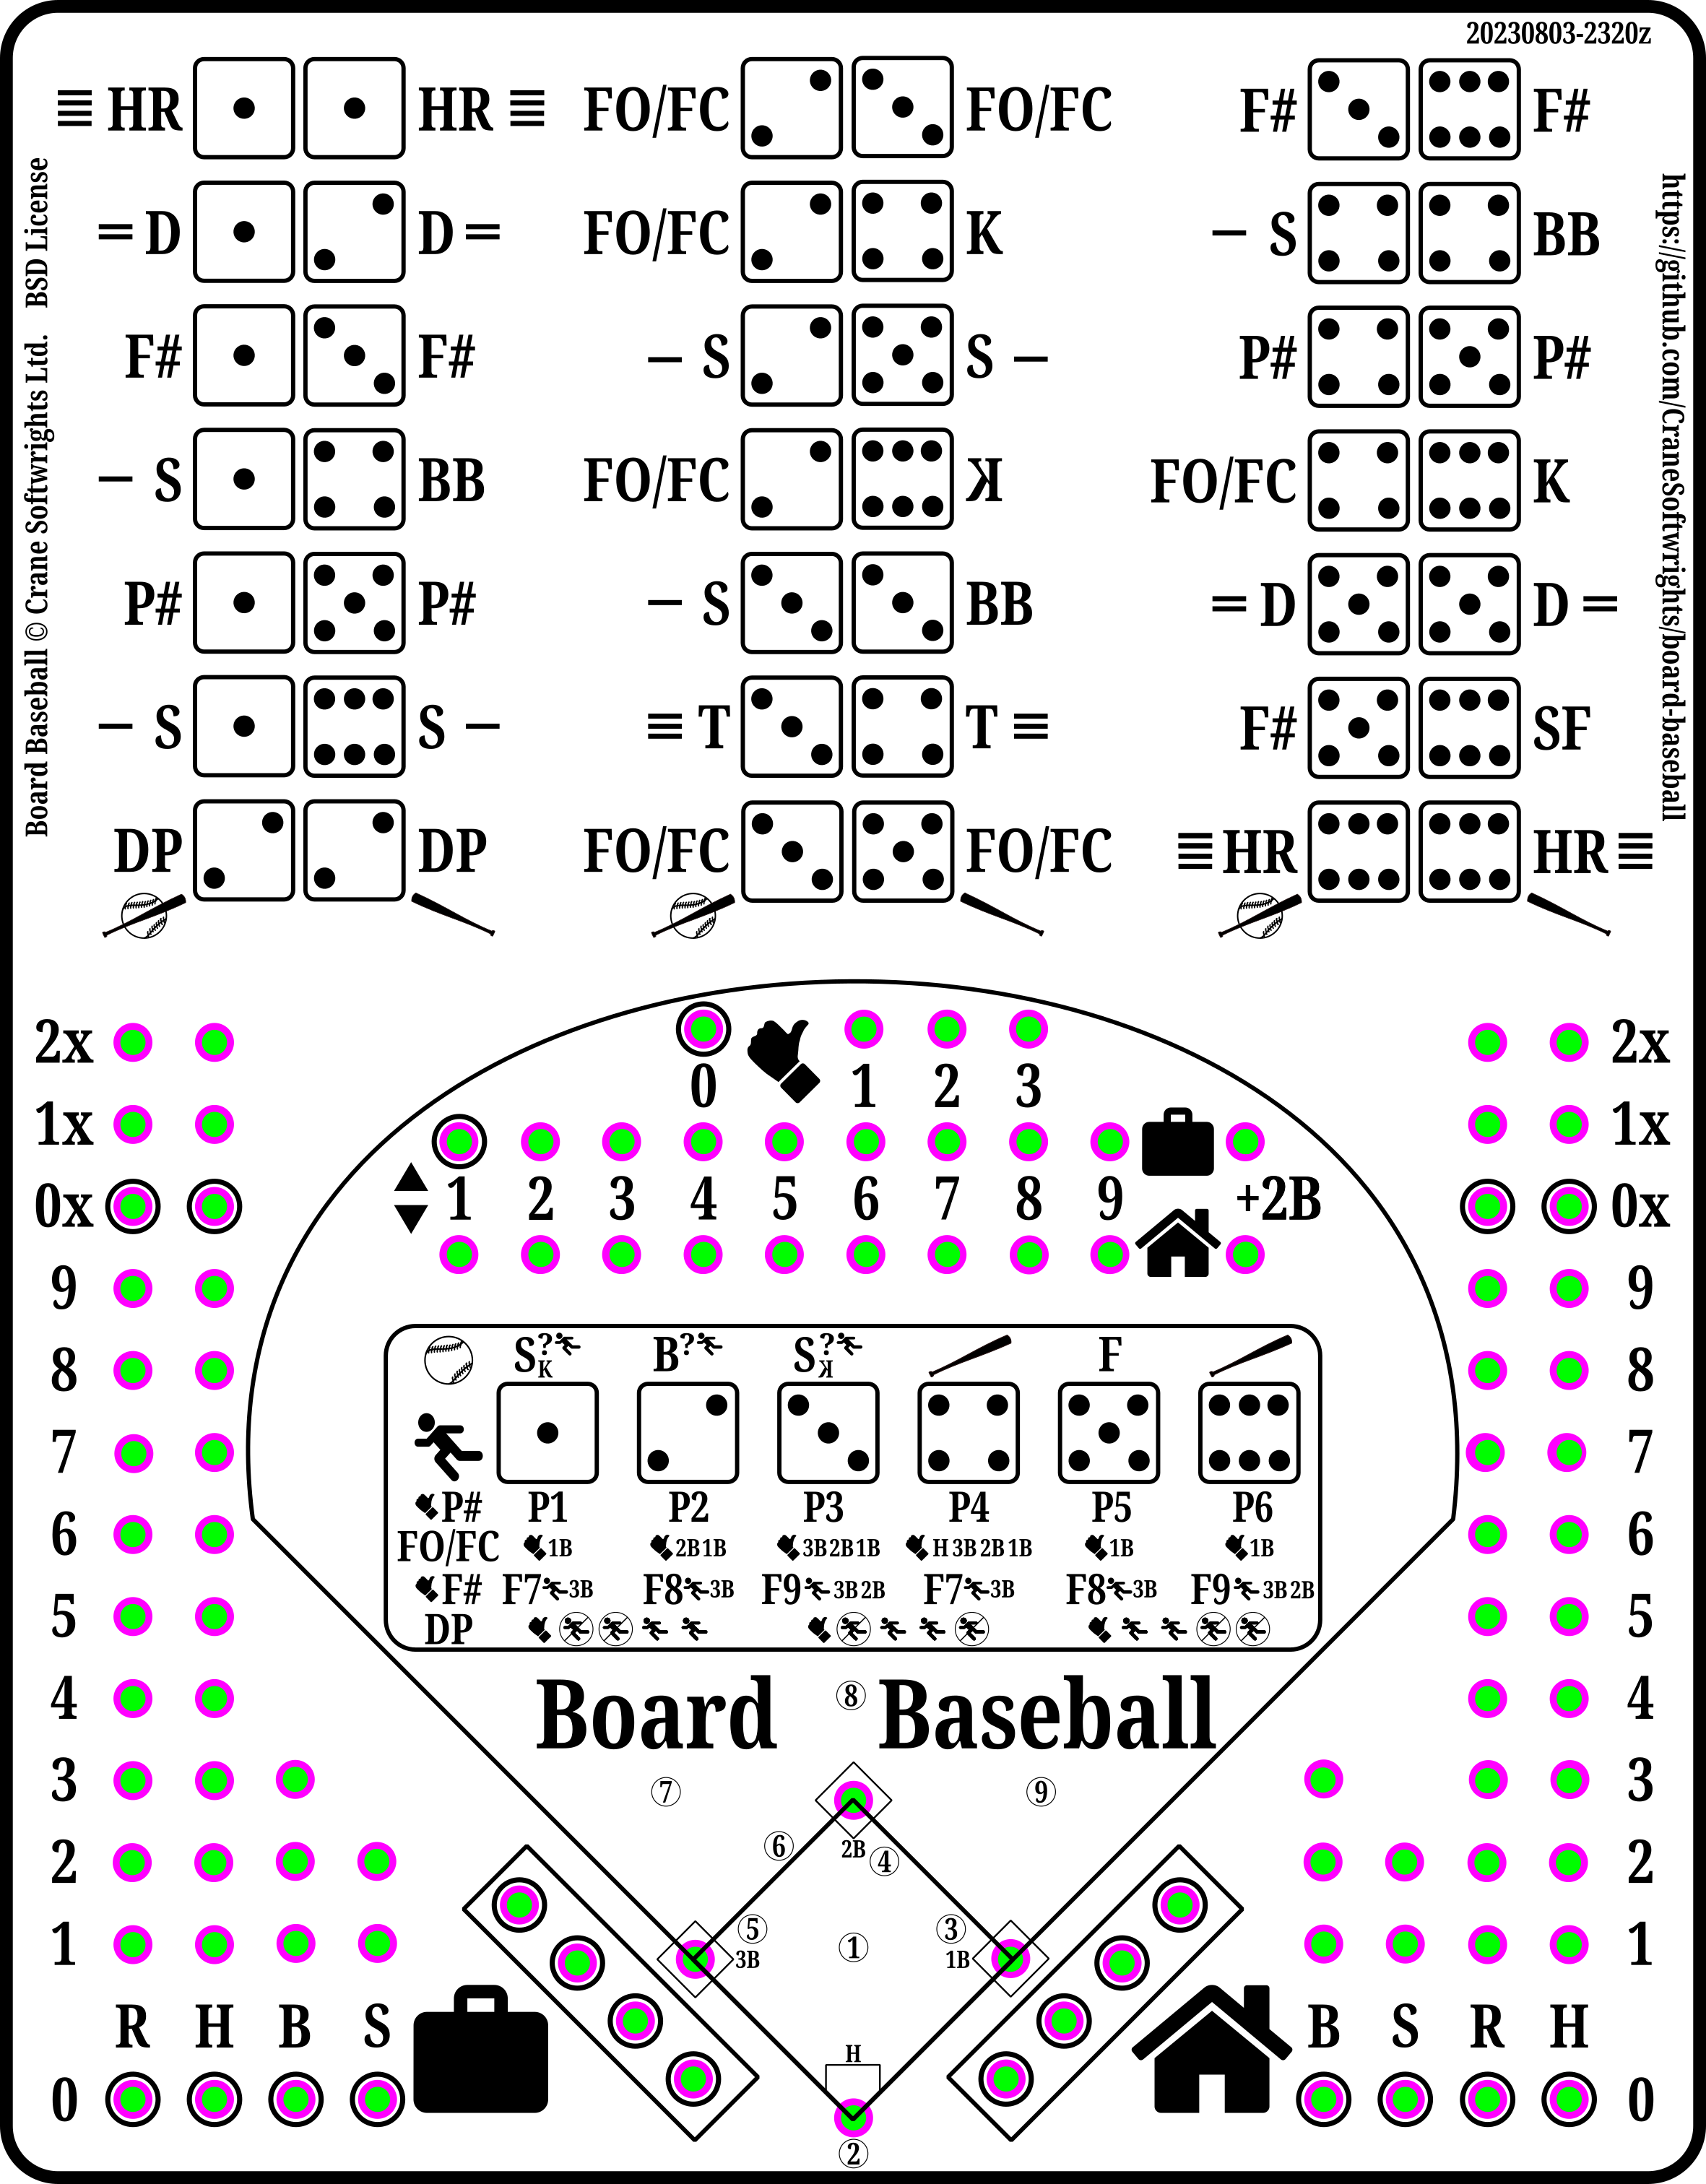 20230803-2320z
Board Baseball © Crane Softwrights Ltd. BSD License
https://github.com/CraneSoftwrights/board-baseball
HR HR FO/FC FO/FC F# F#
D D FO/FC K S BB
F# F# S S P# P#
S BB FO/FC ꓘ FO/FC K
P# P# S BB D D
S S T T F# SF
DP DP FO/FC FO/FC HR HR
0 1 2 3
1 2 3 4 5 6 7 8 9 +2B
2x 2x
1x 1x
0x 0x
9 9
8 8
7 7
6 6
5 5
4 4
3 3
2 2
1 1
R H B S B S R H
0 0
S?K B? S?ꓘ F
P# P1 P2 P3 P4 P5 P6
FO/FC 1B 2B 1B 3B 2B 1B H 3B 2B 1B 1B 1B
F# F7 3B F8 3B F9 3B 2B F7 3B F8 3B F9 3B 2B
DP
Board Baseball
8
7 9
6 2B 4
5 3
3B 1 1B
H
2